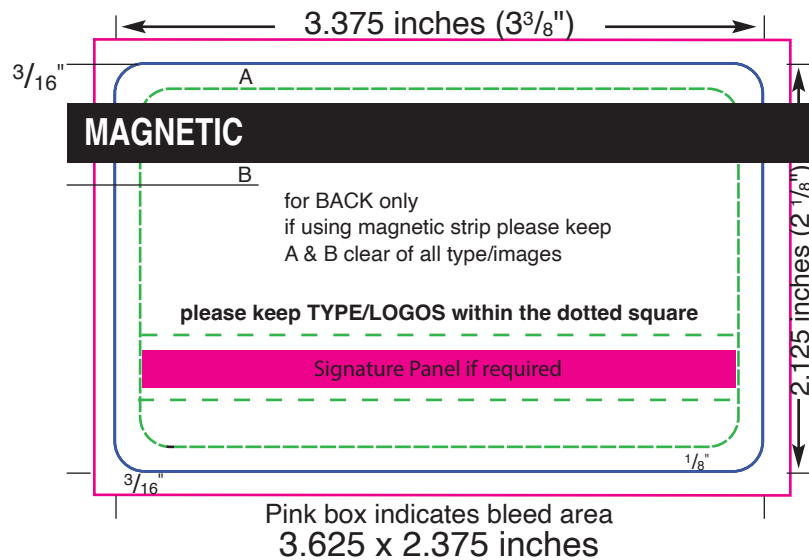 3.375 inches (3³/₈")
³/₁₆"
A
MAGNETIC
B
for BACK only
if using magnetic strip please keep
A & B clear of all type/images
2.125 inches (2 ¹/₈")
please keep TYPE/LOGOS within the dotted square
Signature Panel if required
¹/₈"
³/₁₆"
Pink box indicates bleed area
3.625 x 2.375 inches